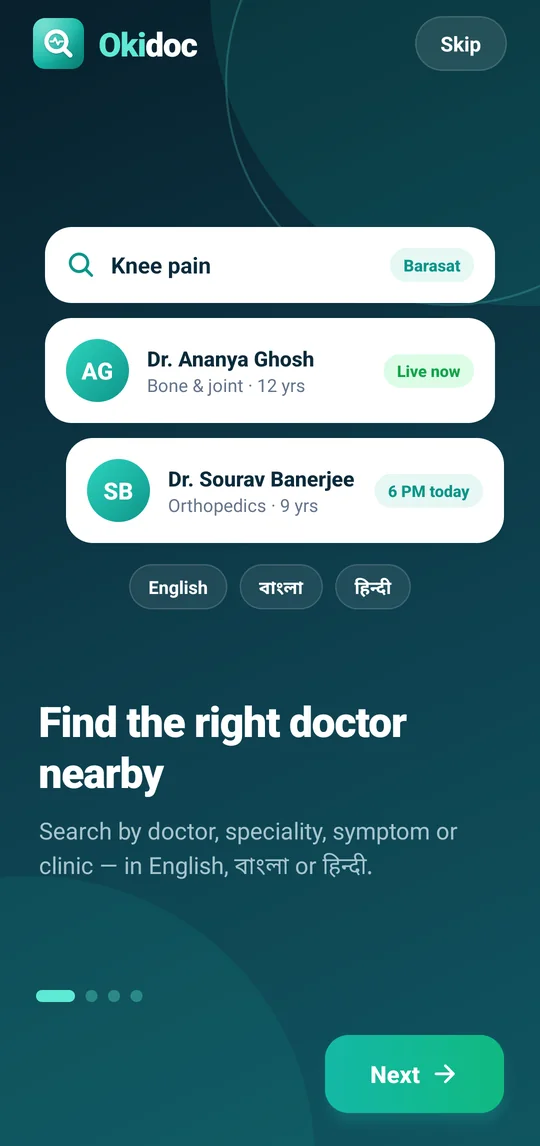 Okidoc
Skip
Knee pain
Barasat
AG
Dr. Ananya Ghosh
Bone & joint · 12 yrs
Live now
SB
Dr. Sourav Banerjee
Orthopedics · 9 yrs
6 PM today
English
বাংলা
हिन्दी
Find the right doctor
nearby
Search by doctor, speciality, symptom or
clinic — in English, বাংলা or हिन्दी.
Next →